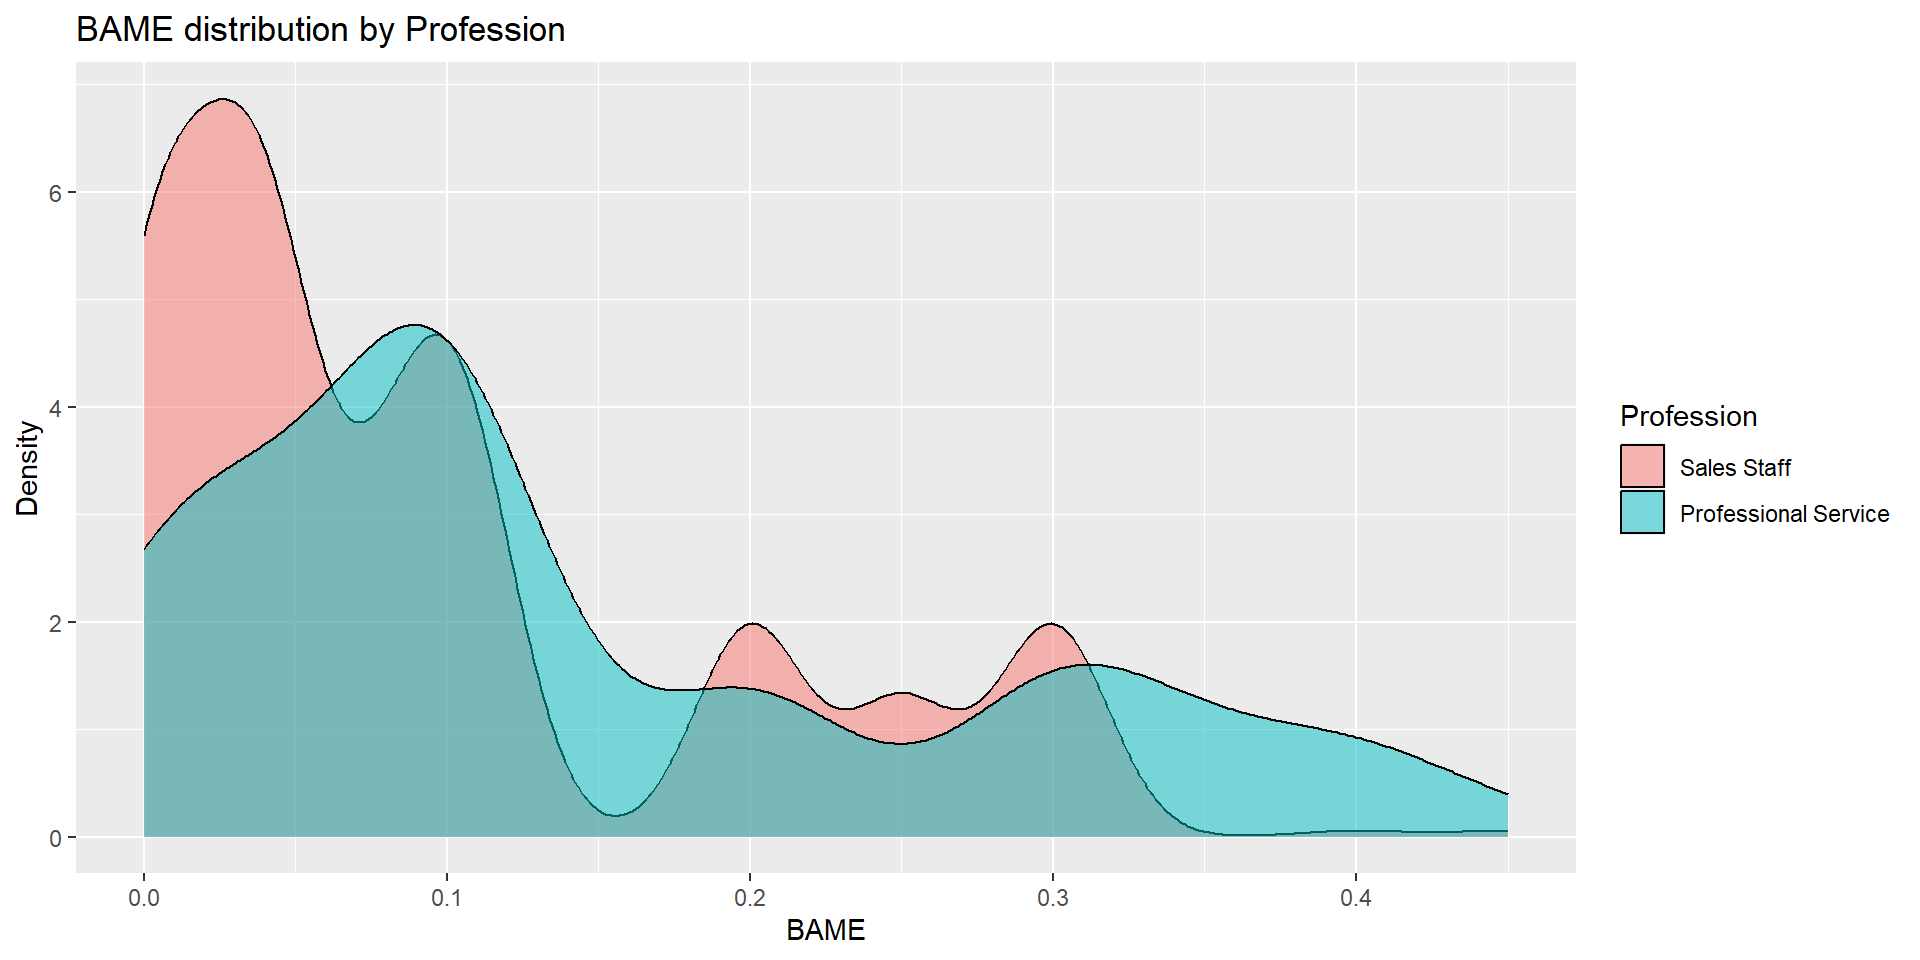 BAME distribution by Profession
6
4
2
0
Density
0.0 0.1 0.2 0.3 0.4
BAME
Profession
Sales Staff
Professional Service